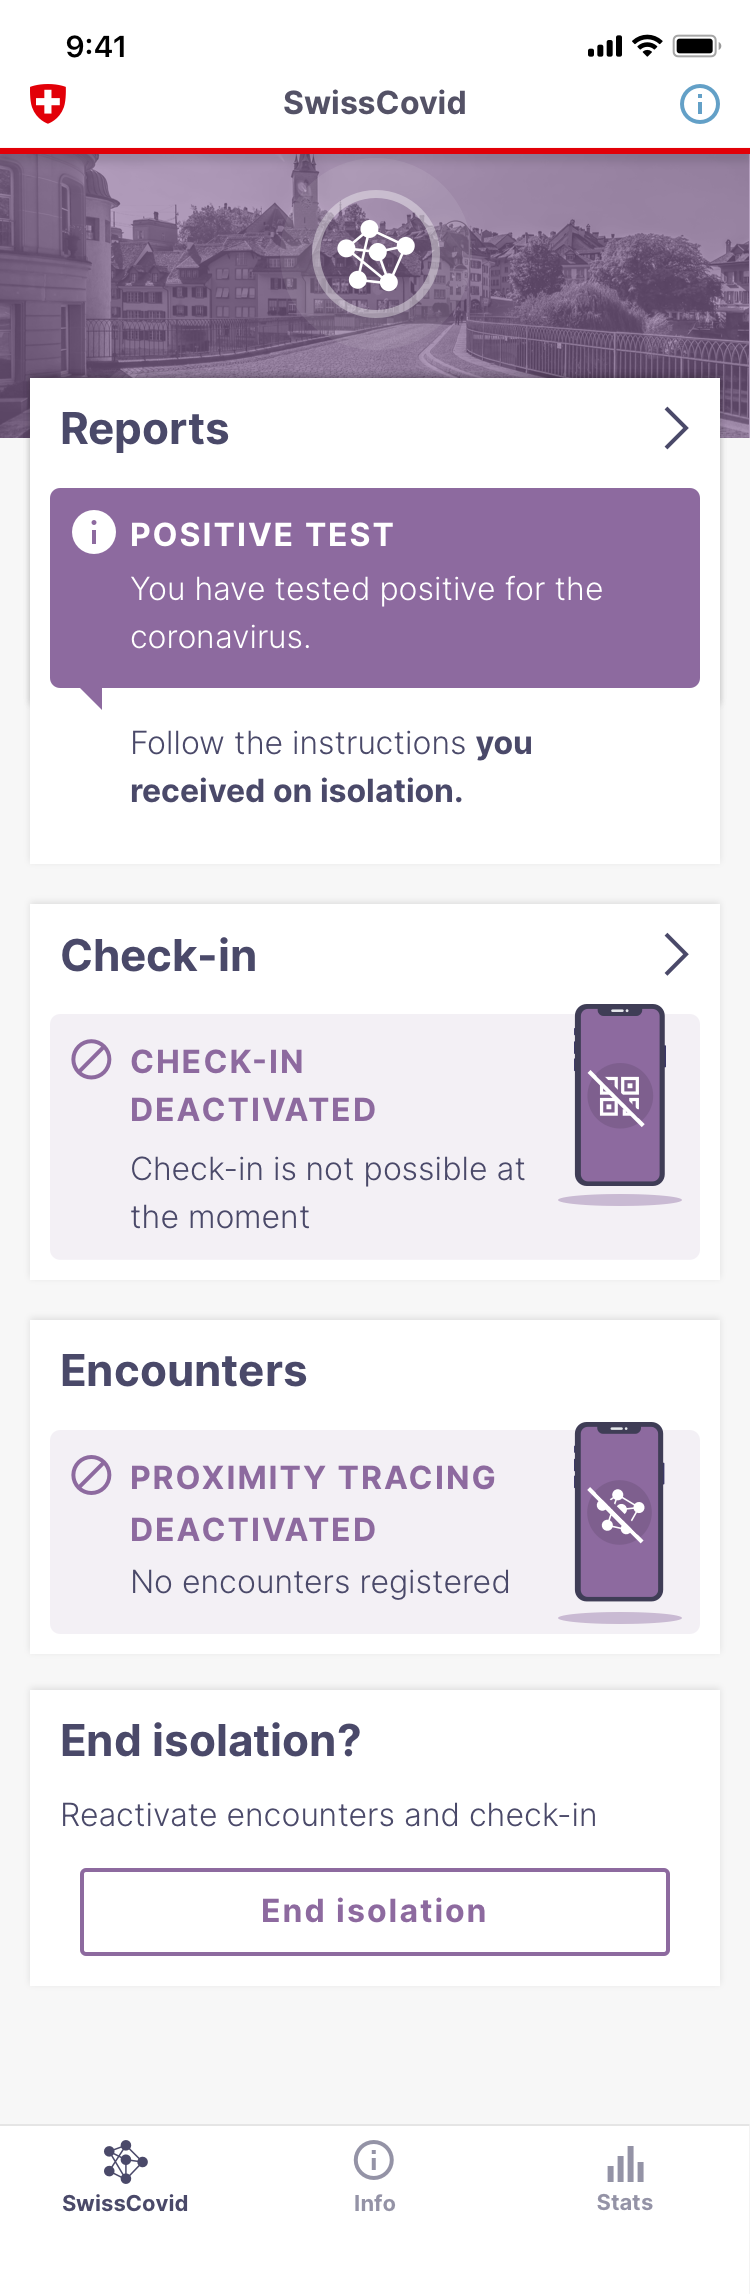 9:41
SwissCovid
Reports
POSITIVE TEST
You have tested positive for the
coronavirus.
Follow the instructions you
received on isolation.
Check-in
CHECK-IN
DEACTIVATED
Check-in is not possible at
the moment
Encounters
PROXIMITY TRACING
DEACTIVATED
No encounters registered
End isolation?
Reactivate encounters and check-in
End isolation
SwissCovid
Info
Stats